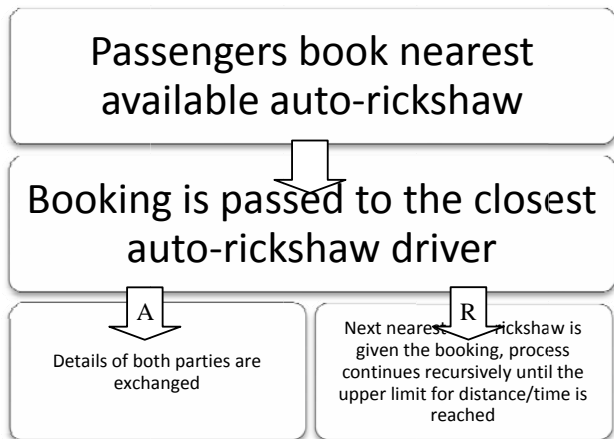 Passengers book nearest
available auto-rickshaw
Booking is passed to the closest
auto-rickshaw driver
A
Details of both parties are
exchanged
R
Next nearest rickshaw is
given the booking, process
continues recursively until the
upper limit for distance/time is
reached